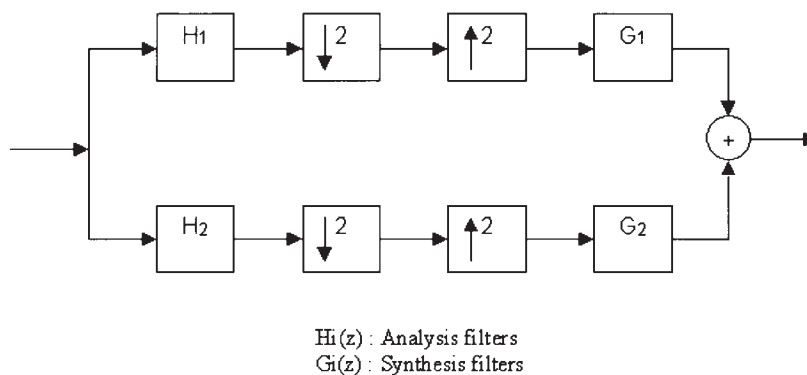 H1 ↓2 ↑2 G1
+
H2 ↓2 ↑2 G2
Hi(z) : Analysis filters
Gi(z) : Synthesis filters